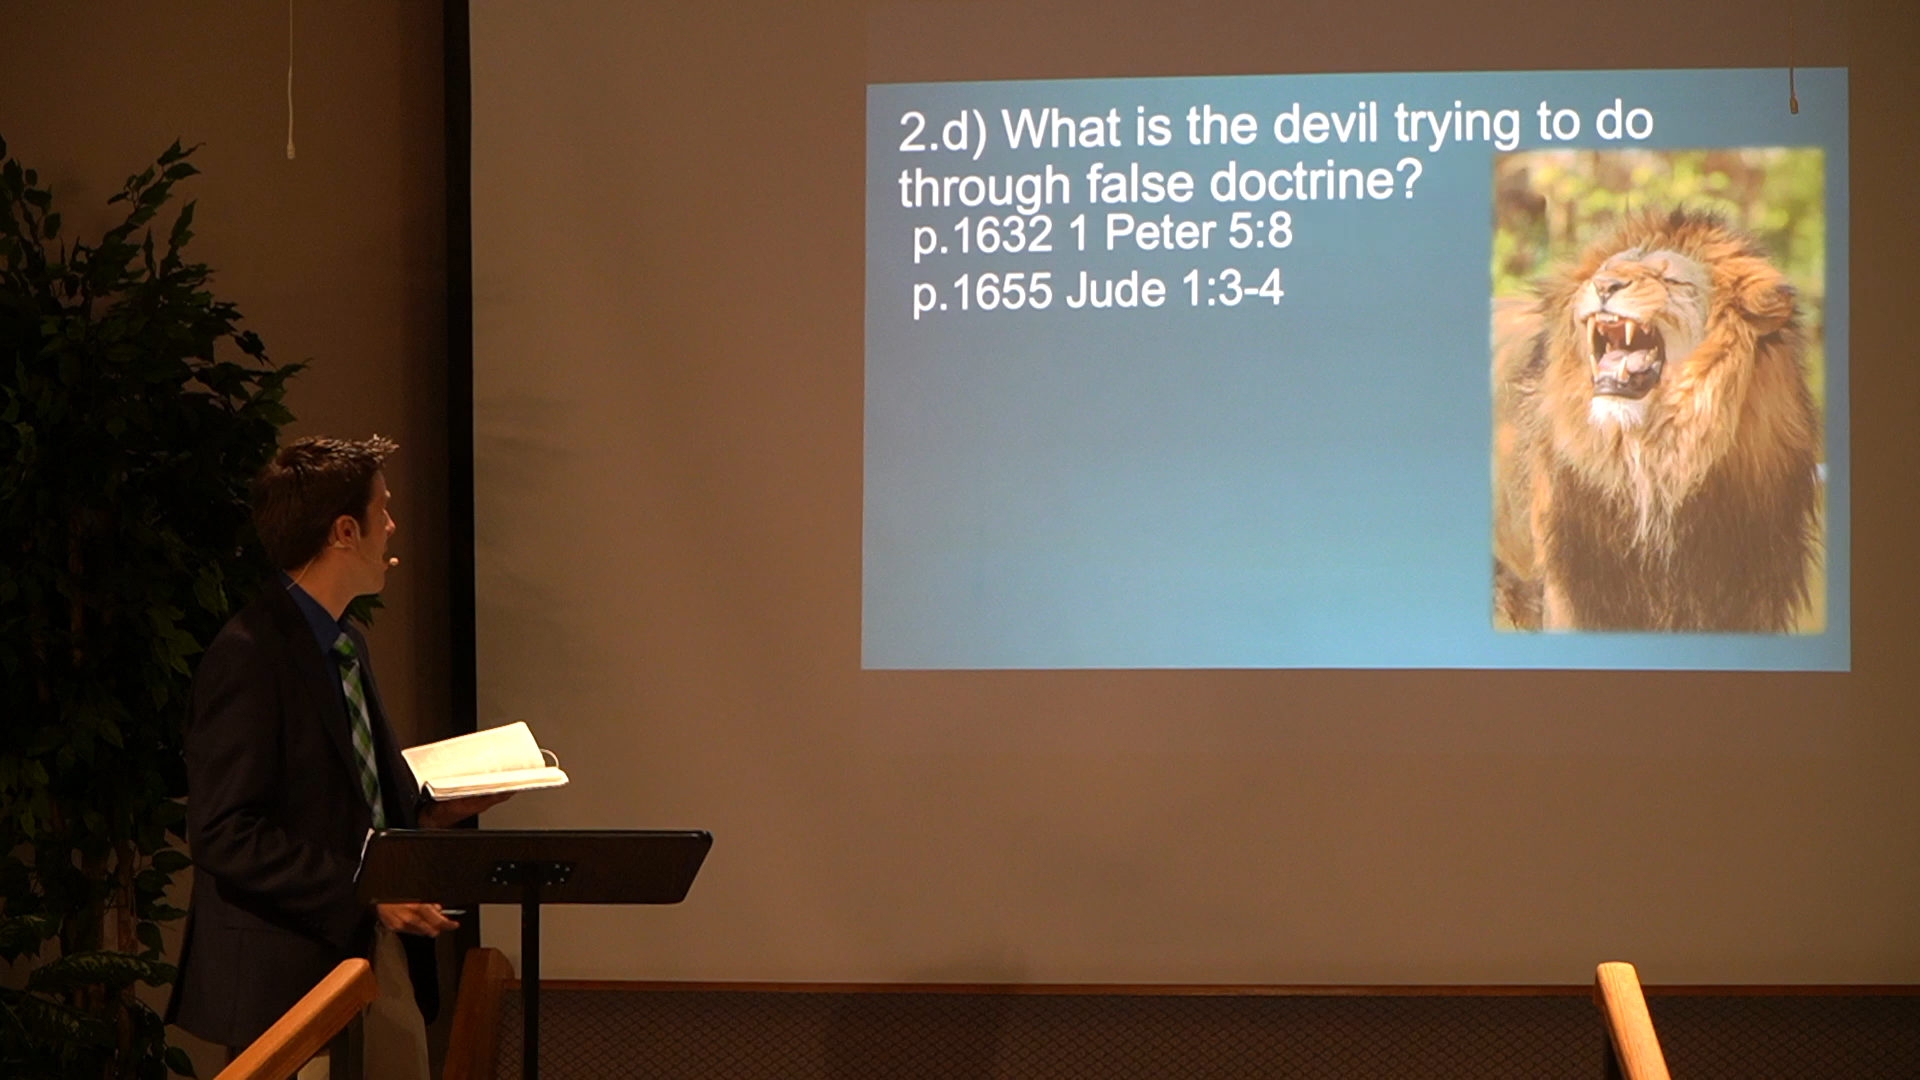 2.d) What is the devil trying to do
through false doctrine?
p.1632 1 Peter 5:8
p.1655 Jude 1:3-4